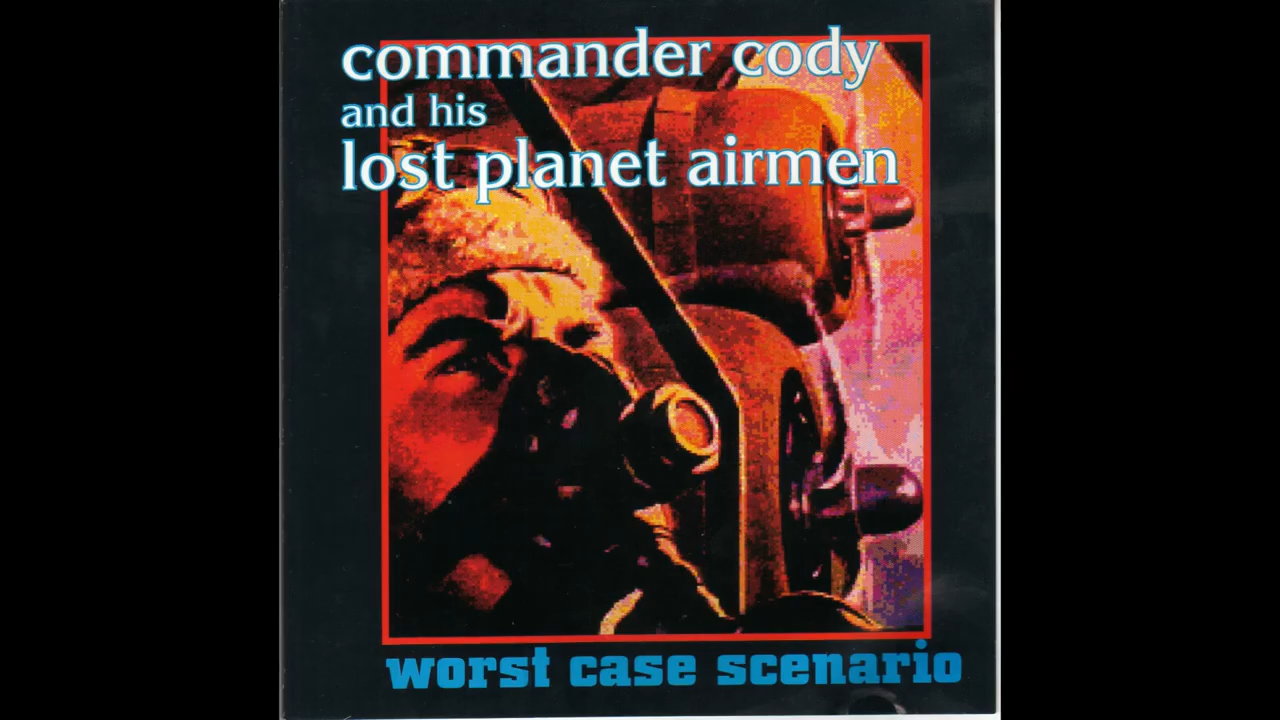 commander cody
and his
lost planet airmen
worst case scenario